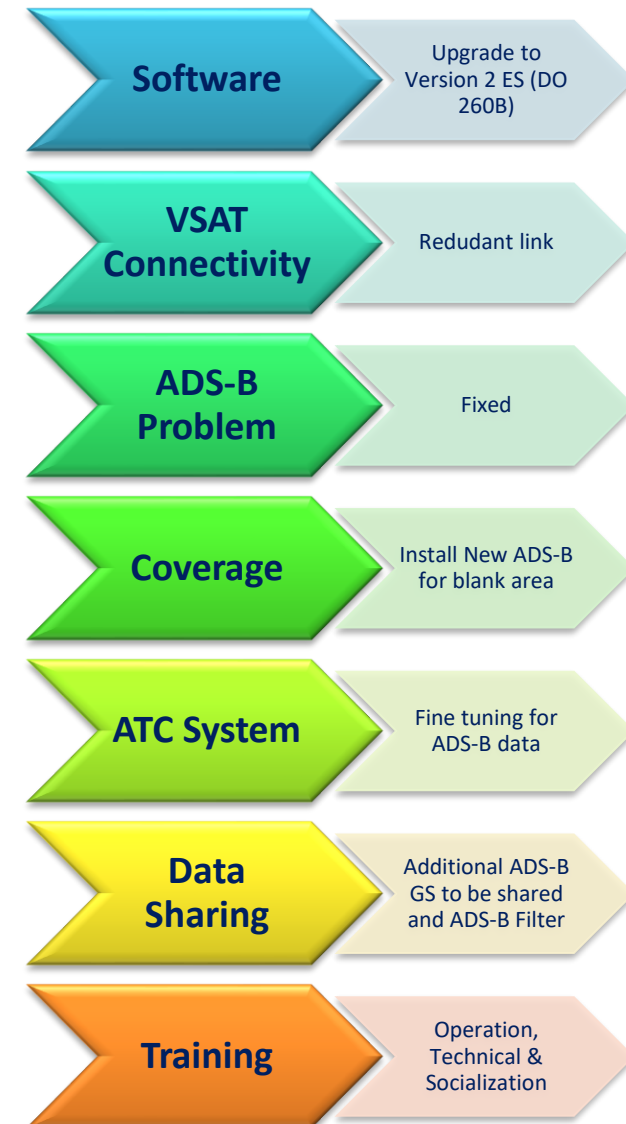 Software
Upgrade to
Version 2 ES (DO
260B)
VSAT
Connectivity
Redudant link
ADS-B
Problem
Fixed
Coverage
Install New ADS-B
for blank area
ATC System
Fine tuning for
ADS-B data
Data
Sharing
Additional ADS-B
GS to be shared
and ADS-B Filter
Training
Operation,
Technical &
Socialization